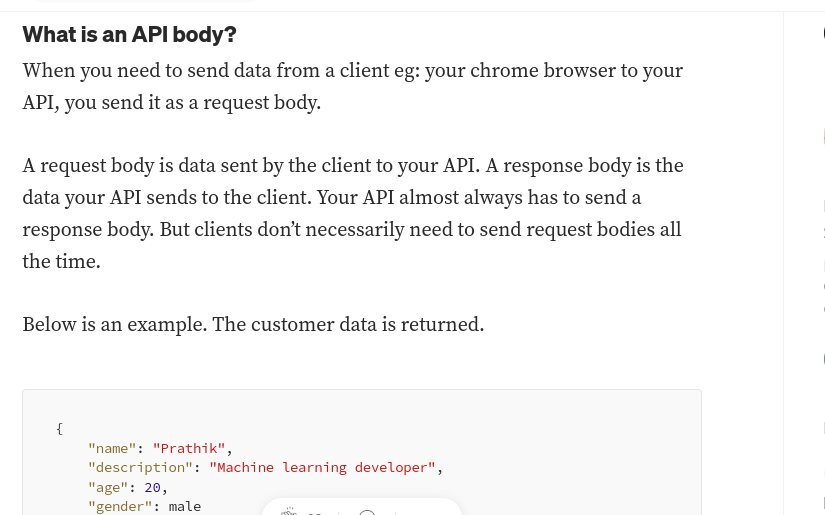 What is an API body?
When you need to send data from a client eg: your chrome browser to your
API, you send it as a request body.
A request body is data sent by the client to your API. A response body is the
data your API sends to the client. Your API almost always has to send a
response body. But clients don’t necessarily need to send request bodies all
the time.
Below is an example. The customer data is returned.
{
"name": "Prathik",
"description": "Machine learning developer",
"age": 20,
"gender": male